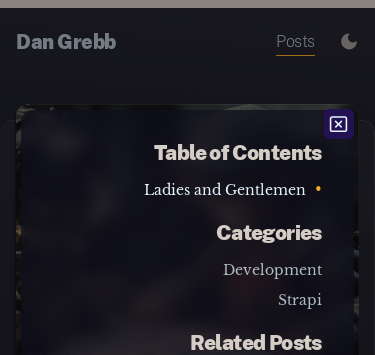 Dan Grebb
Posts
Table of Contents
Ladies and Gentlemen
Categories
Development
Strapi
Related Posts